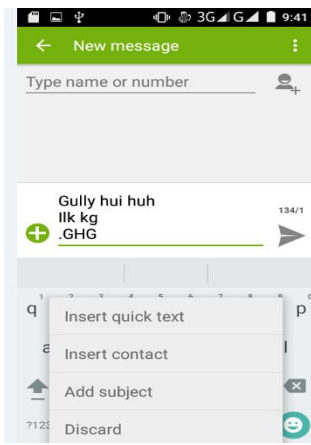 3G G 9:41
New message
Type name or number
Gully hui huh
Ilk kg
.GHG
134/1
q p
Insert quick text
Insert contact
Add subject
?123
Discard